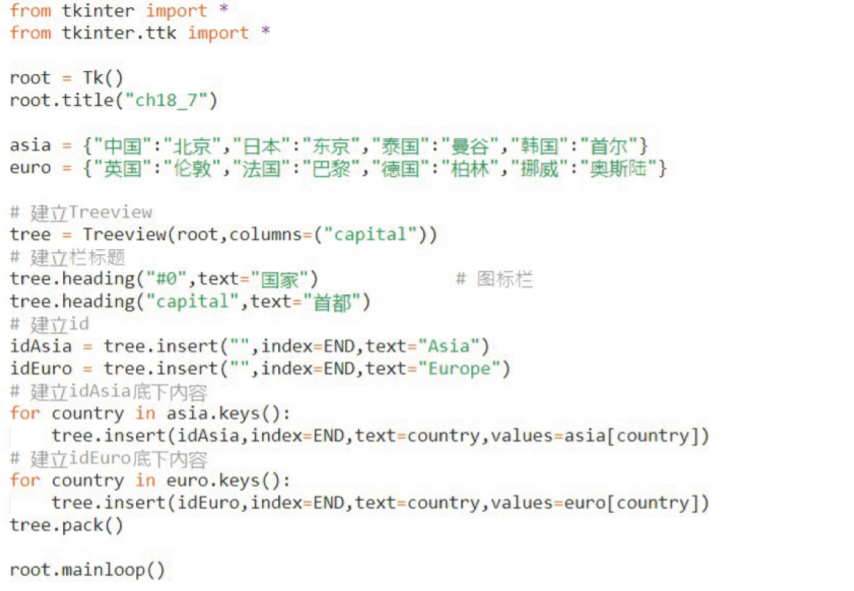 from tkinter import *
from tkinter.ttk import *
root = Tk()
root.title("ch18_7")
asia = {"中国":"北京","日本":"东京","泰国":"曼谷","韩国":"首尔"}
euro = {"英国":"伦敦","法国":"巴黎","德国":"柏林","挪威":"奥斯陆"}
# 建立Treeview
tree = Treeview(root,columns=("capital"))
# 建立栏标题
tree.heading("#0",text="国家")             # 图标栏
tree.heading("capital",text="首都")
# 建立id
idAsia = tree.insert("",index=END,text="Asia")
idEuro = tree.insert("",index=END,text="Europe")
# 建立idAsia底下内容
for country in asia.keys():
    tree.insert(idAsia,index=END,text=country,values=asia[country])
# 建立idEuro底下内容
for country in euro.keys():
    tree.insert(idEuro,index=END,text=country,values=euro[country])
tree.pack()
root.mainloop()